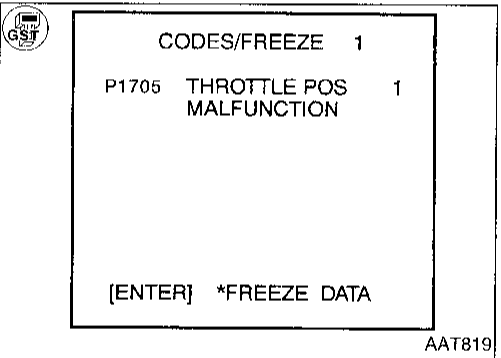 GST
CODES/FREEZE 1
P1705 THROTTLE POS 1
MALFUNCTION
[ENTER] *FREEZE DATA
AAT819